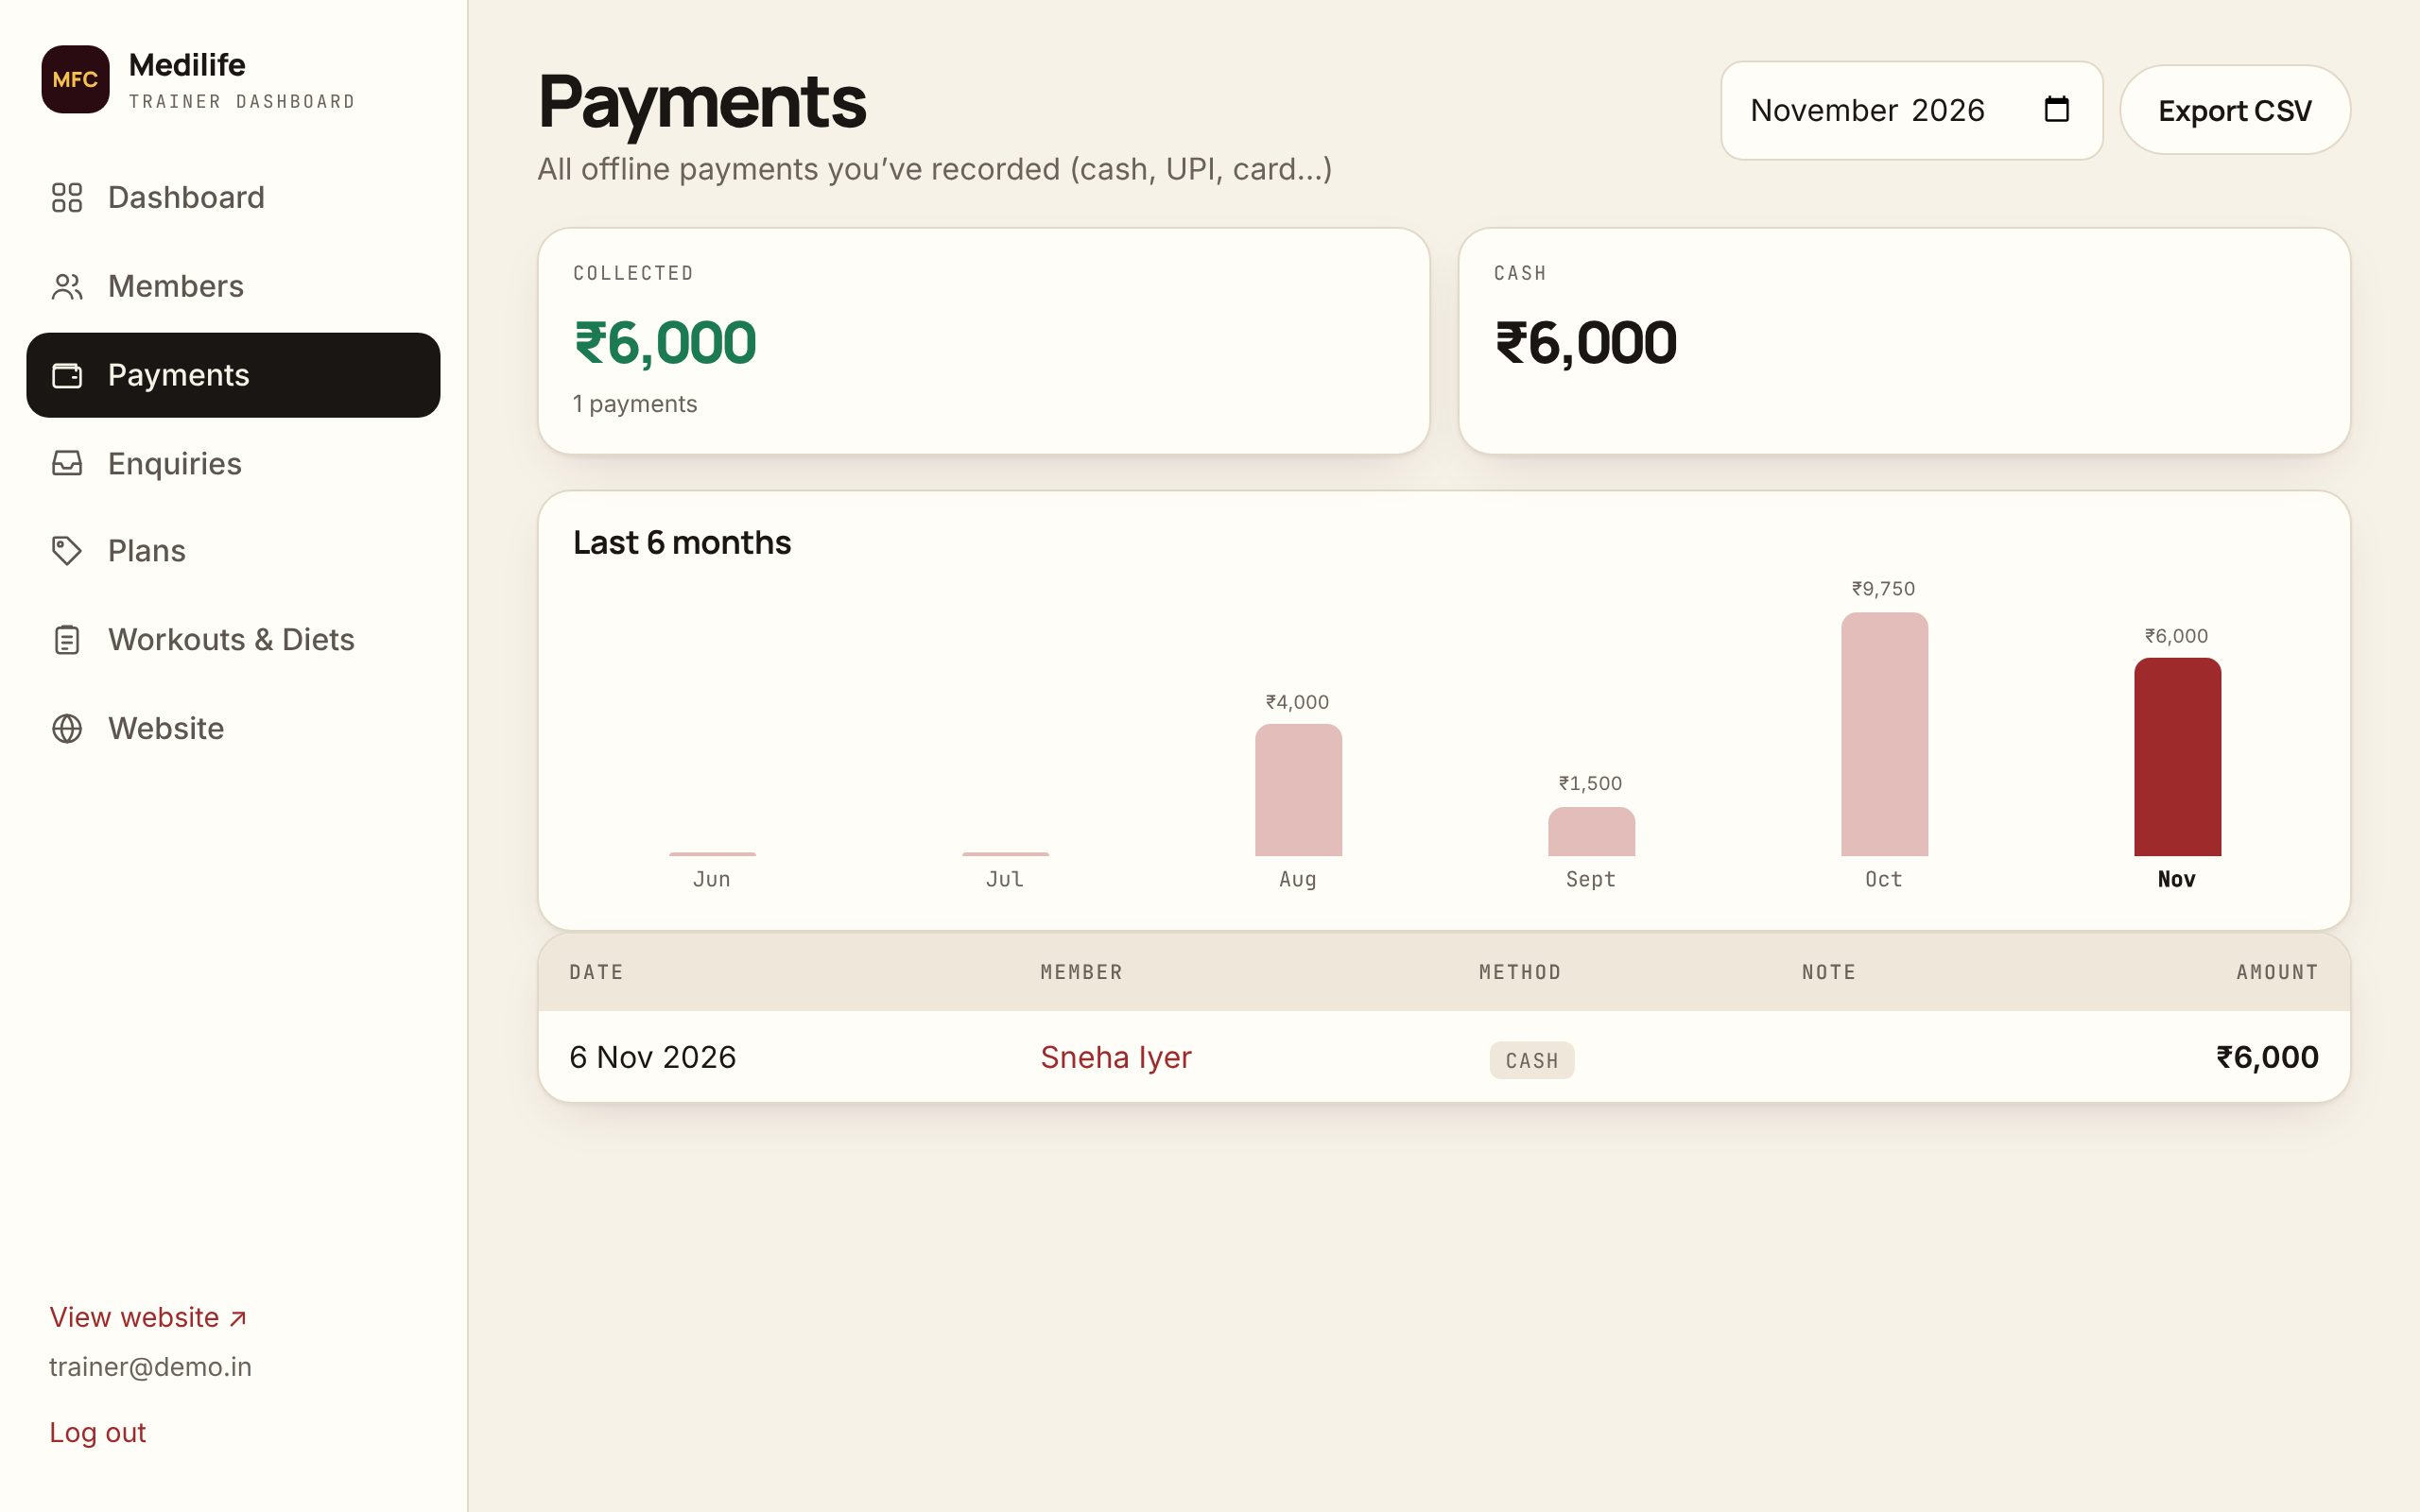 MFC
Medilife
TRAINER DASHBOARD
Dashboard
Members
Payments
Enquiries
Plans
Workouts & Diets
Website
View website ↗
trainer@demo.in
Log out
Payments
All offline payments you’ve recorded (cash, UPI, card…)
November 2026
Export CSV
COLLECTED
₹6,000
1 payments
CASH
₹6,000
Last 6 months
₹4,000
₹1,500
₹9,750
₹6,000
Jun Jul Aug Sept Oct Nov
DATE MEMBER METHOD NOTE AMOUNT
6 Nov 2026 Sneha Iyer CASH ₹6,000